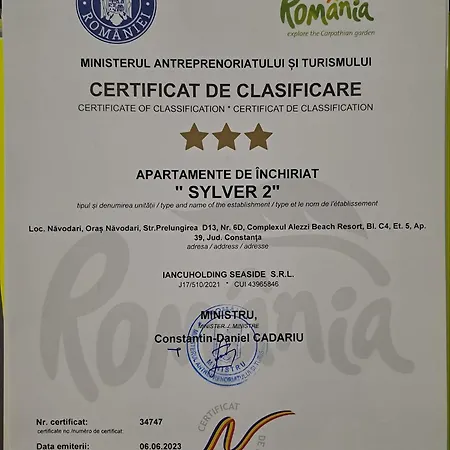 ROMÂNIEI
România
explore the Carpathian garden
MINISTERUL ANTREPRENORIATULUI ȘI TURISMULUI
CERTIFICAT DE CLASIFICARE
CERTIFICATE OF CLASSIFICATION * CERTIFICAT DE CLASSIFICATION
APARTAMENTE DE ÎNCHIRIAT
" SYLVER 2"
tipul și denumirea unității / type and name of the establishment / type et le nom de l'établissement
Loc. Năvodari, Oraș Năvodari, Str.Prelungirea D13, Nr. 6D, Complexul Alezzi Beach Resort, Bl. C4, Et. 5, Ap.
39, Jud. Constanța
adresa / address / adresse
IANCUHOLDING SEASIDE S.R.L.
J17/510/2021 * CUI 43965846
România
MINISTRU,
MINISTER / MINISTRE
Constantin-Daniel CADARIU
MINISTRU
Nr. certificat: 34747
certificate no./numéro de certificat:
CERTIFICAT
Data emiterii: 06.06.2023